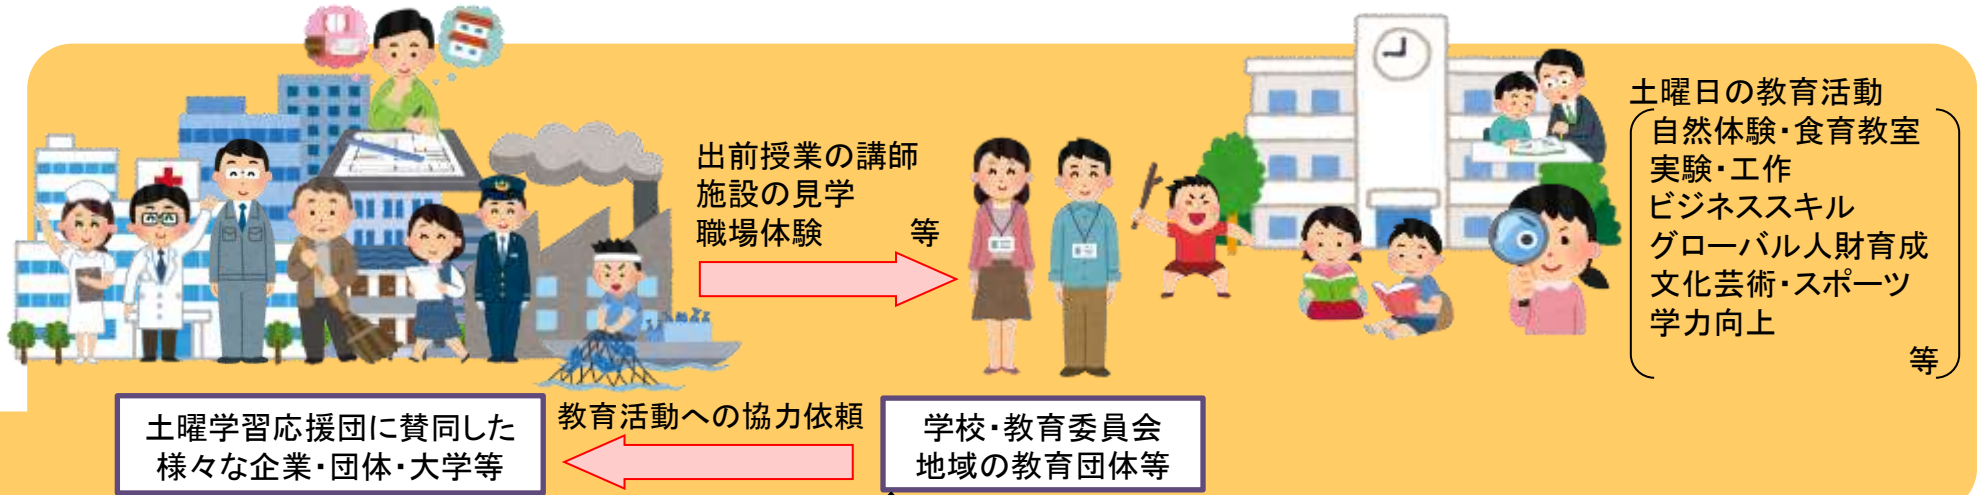 出前授業の講師
施設の見学
職場体験 等
土曜日の教育活動
自然体験・食育教室
実験・工作
ビジネススキル
グローバル人財育成
文化芸術・スポーツ
学力向上
等
土曜学習応援団に賛同した
様々な企業・団体・大学等
教育活動への協力依頼
学校・教育委員会
地域の教育団体等